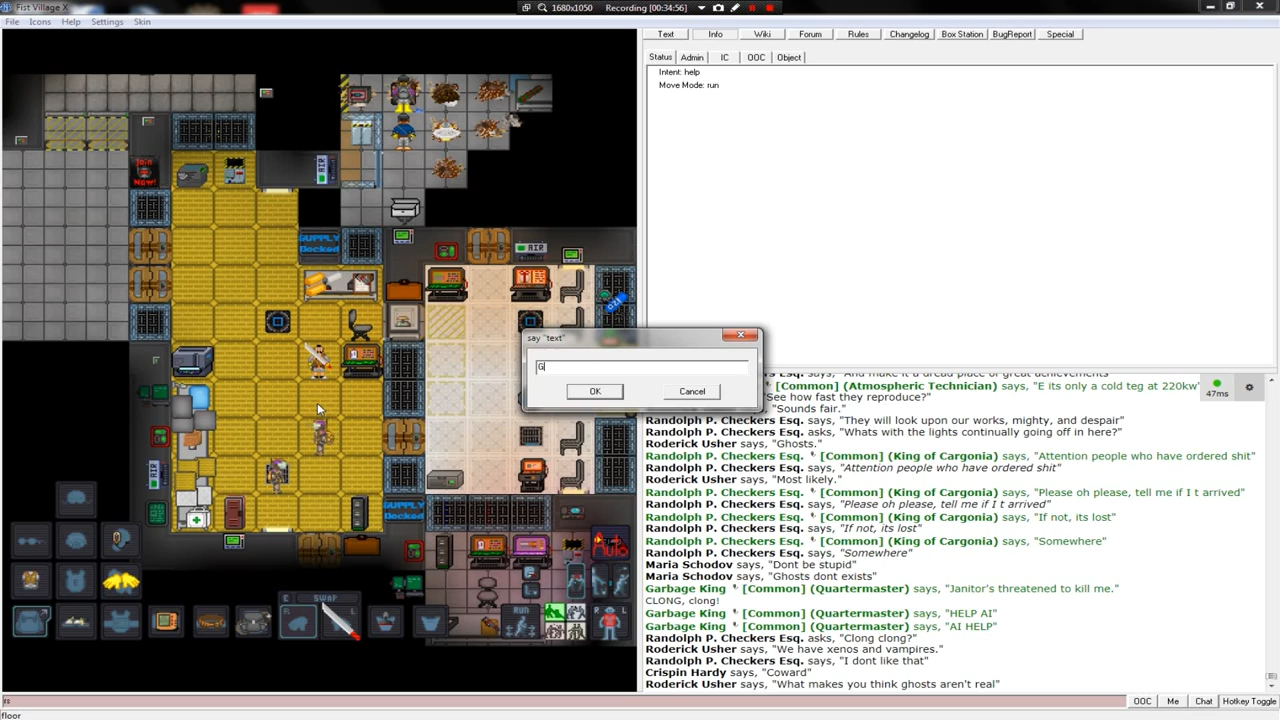 Fist Village X
1680x1050
Recording [00:34:56]
File Icons Help Settings Skin
Text Info Wiki Forum Rules Changelog Box Station BugReport Special
Status Admin IC OOC Object
Intent: help
Move Mode: run
Join
Now!
AIR
SUPPLY
Docked
AIR
say "text"
G
OK Cancel
47ms
[Common] (Atmospheric Technician) says, "E its only a cold teg at 220kw"
"See how fast they reproduce?"
"Sounds fair."
Randolph P. Checkers Esq. says, "They will look upon our works, mighty, and despair"
Randolph P. Checkers Esq. asks, "Whats with the lights continually going off in here?"
Roderick Usher says, "Ghosts."
Randolph P. Checkers Esq. [Common] (King of Cargonia) says, "Attention people who have ordered shit"
Randolph P. Checkers Esq. says, "Attention people who have ordered shit"
Roderick Usher says, "Most likely."
Randolph P. Checkers Esq. [Common] (King of Cargonia) says, "Please oh please, tell me if I t arrived"
Randolph P. Checkers Esq. says, "Please oh please, tell me if I t arrived"
Randolph P. Checkers Esq. [Common] (King of Cargonia) says, "If not, its lost"
Randolph P. Checkers Esq. says, "If not, its lost"
Randolph P. Checkers Esq. [Common] (King of Cargonia) says, "Somewhere"
Randolph P. Checkers Esq. says, "Somewhere"
Maria Schodov says, "Dont be stupid"
Maria Schodov says, "Ghosts dont exists"
Garbage King [Common] (Quartermaster) says, "Janitor's threatened to kill me."
CLONG, clong!
Garbage King [Common] (Quartermaster) says, "HELP AI"
Garbage King [Common] (Quartermaster) says, "AI HELP"
Randolph P. Checkers Esq. asks, "Clong clong?"
Roderick Usher says, "We have xenos and vampires."
Randolph P. Checkers Esq. says, "I dont like that"
Crispin Hardy says, "Coward"
Roderick Usher says, "What makes you think ghosts aren't real"
AIR
SUPPLY
Docked
Auto
E SWAP
R L
RUN
OOC Me Chat Hotkey Toggle
floor